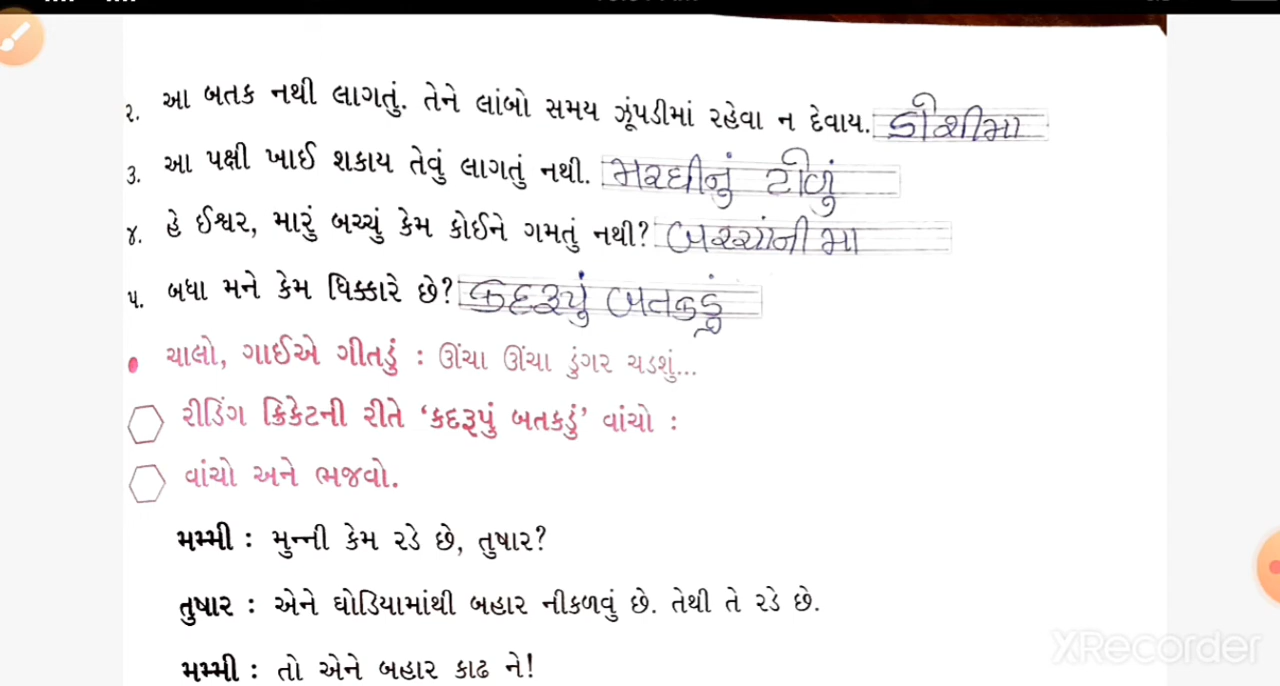 ૨. આ બતક નથી લાગતું. તેને લાંબો સમય ઝૂંપડીમાં રહેવા ન દેવાય. ડોશીમા
૩. આ પક્ષી ખાઈ શકાય તેવું લાગતું નથી. મરઘીનું ટોળું
૪. હે ઈશ્વર, મારું બચ્ચું કેમ કોઈને ગમતું નથી? બચ્ચાંની મા
૫. બધા મને કેમ ધિક્કારે છે? કદરૂપું બતકડું
• ચાલો, ગાઈએ ગીતડું : ઊંચા ઊંચા ડુંગર ચડશું...
રીડિંગ ક્રિકેટની રીતે ‘કદરૂપું બતકડું’ વાંચો :
વાંચો અને ભજવો.
મમ્મી : મુન્ની કેમ રડે છે, તુષાર?
તુષાર : એને ઘોડિયામાંથી બહાર નીકળવું છે. તેથી તે રડે છે.
મમ્મી : તો એને બહાર કાઢ ને!
XRecorder